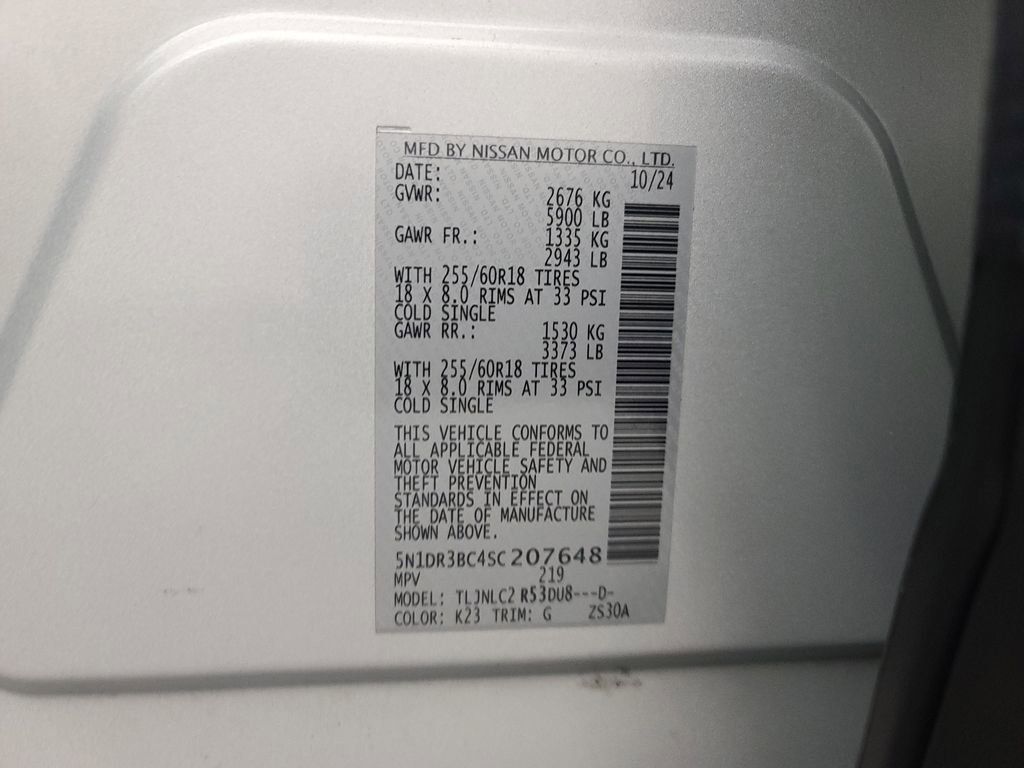 MFD BY NISSAN MOTOR CO., LTD.
DATE: 10/24
GVWR: 2676 KG
5900 LB
GAWR FR.: 1335 KG
2943 LB
WITH 255/60R18 TIRES
18 X 8.0 RIMS AT 33 PSI
COLD SINGLE
GAWR RR.: 1530 KG
3373 LB
WITH 255/60R18 TIRES
18 X 8.0 RIMS AT 33 PSI
COLD SINGLE
THIS VEHICLE CONFORMS TO
ALL APPLICABLE FEDERAL
MOTOR VEHICLE SAFETY AND
THEFT PREVENTION
STANDARDS IN EFFECT ON
THE DATE OF MANUFACTURE
SHOWN ABOVE.
5N1DR3BC4SC207648
MPV 219
MODEL: TLJNLC2 R53DU8---D-
COLOR: K23 TRIM: G ZS30A